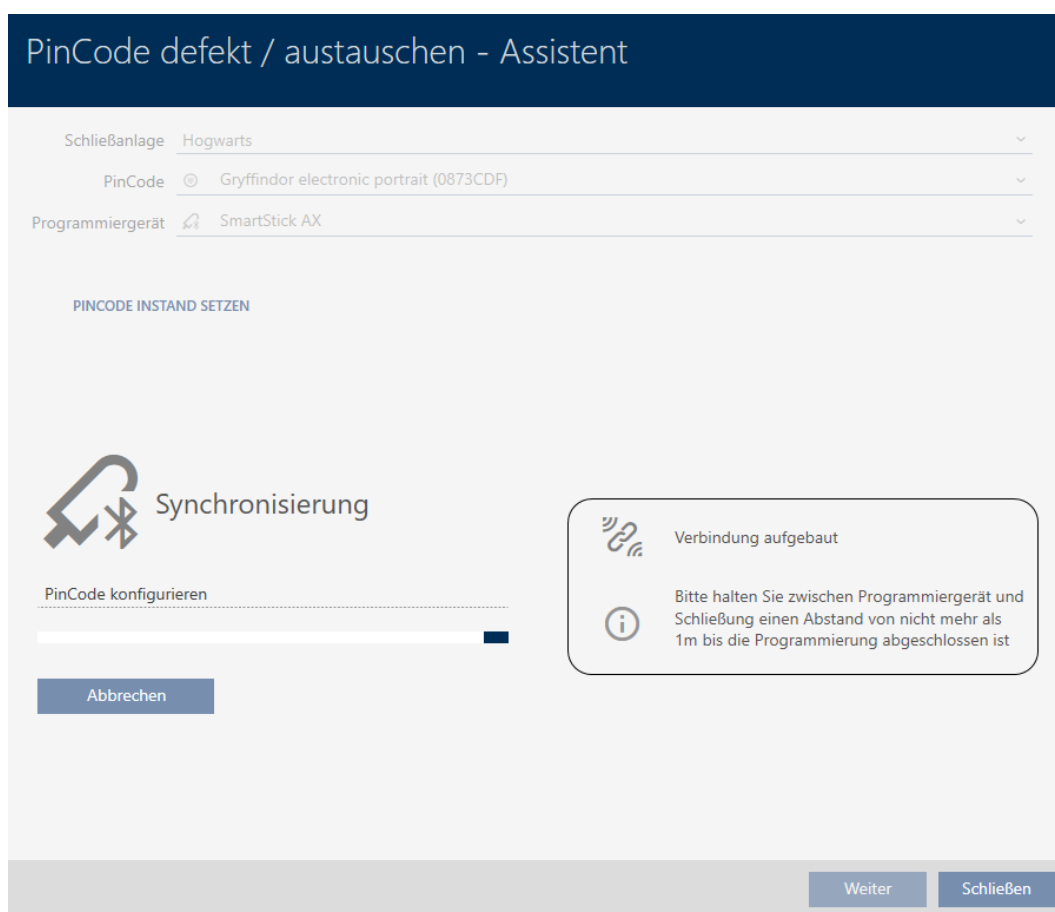 PinCode defekt / austauschen - Assistent
Schließanlage Hogwarts
PinCode Gryffindor electronic portrait (0873CDF)
Programmiergerät SmartStick AX
PINCODE INSTAND SETZEN
Synchronisierung
PinCode konfigurieren
Abbrechen
Verbindung aufgebaut
Bitte halten Sie zwischen Programmiergerät und
Schließung einen Abstand von nicht mehr als
1m bis die Programmierung abgeschlossen ist
Weiter
Schließen